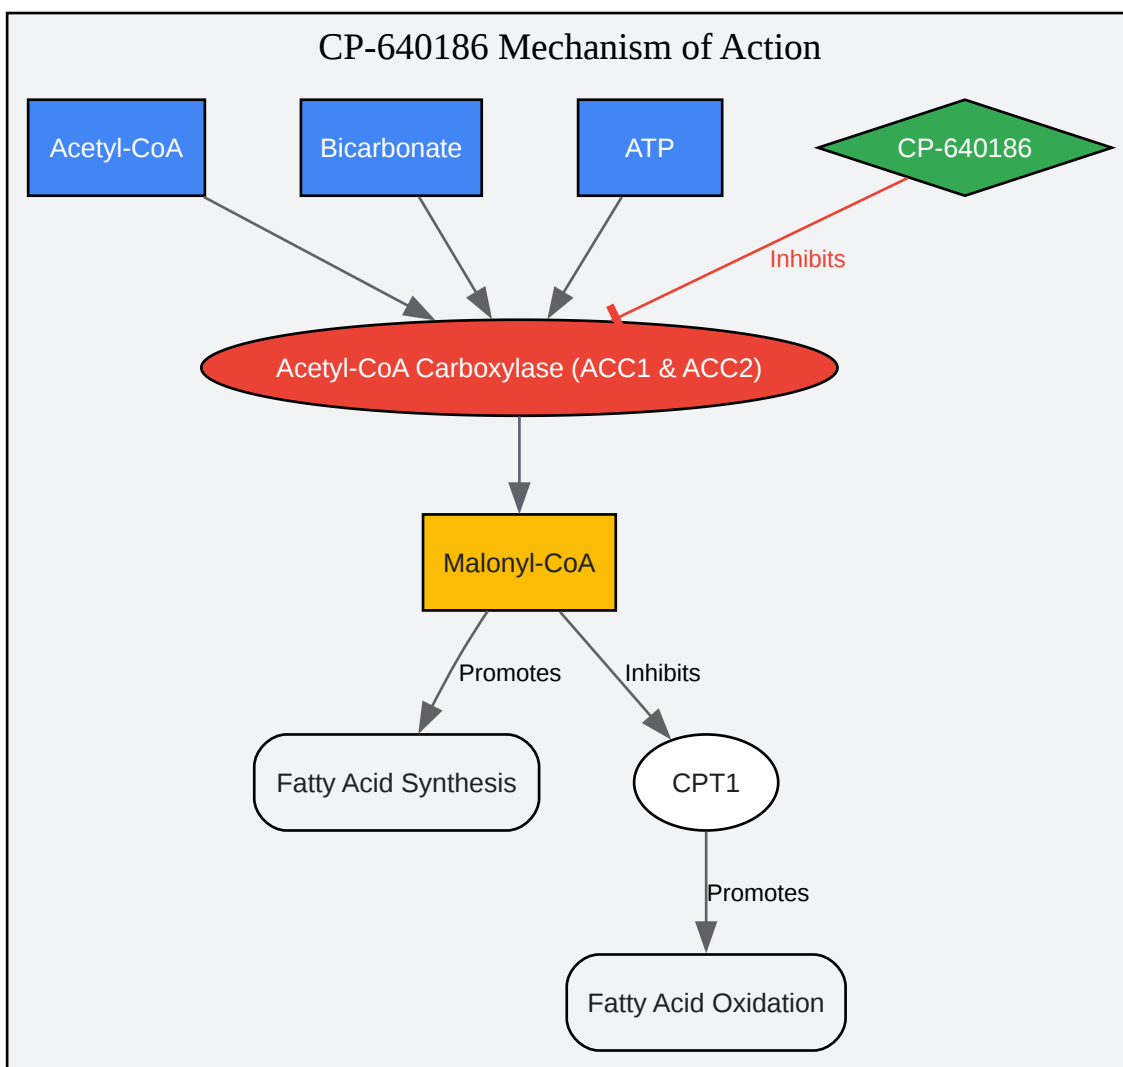 CP-640186 Mechanism of Action
Acetyl-CoA
Bicarbonate
ATP
CP-640186
Inhibits
Acetyl-CoA Carboxylase (ACC1 & ACC2)
Malonyl-CoA
Promotes
Inhibits
Fatty Acid Synthesis
CPT1
Promotes
Fatty Acid Oxidation